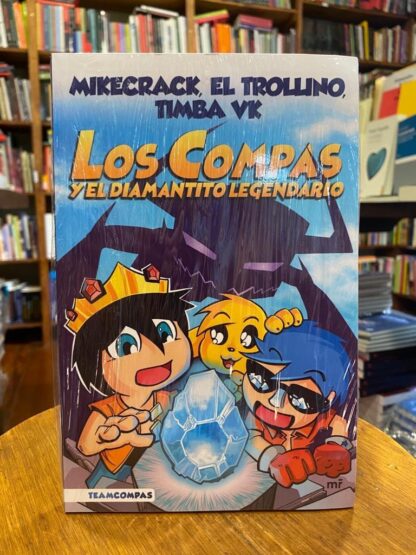 MIKECRACK, EL TROLLINO,
TIMBA VK
LOS COMPAS
Y EL DIAMANTITO LEGENDARIO
TEAMCOMPAS
mr